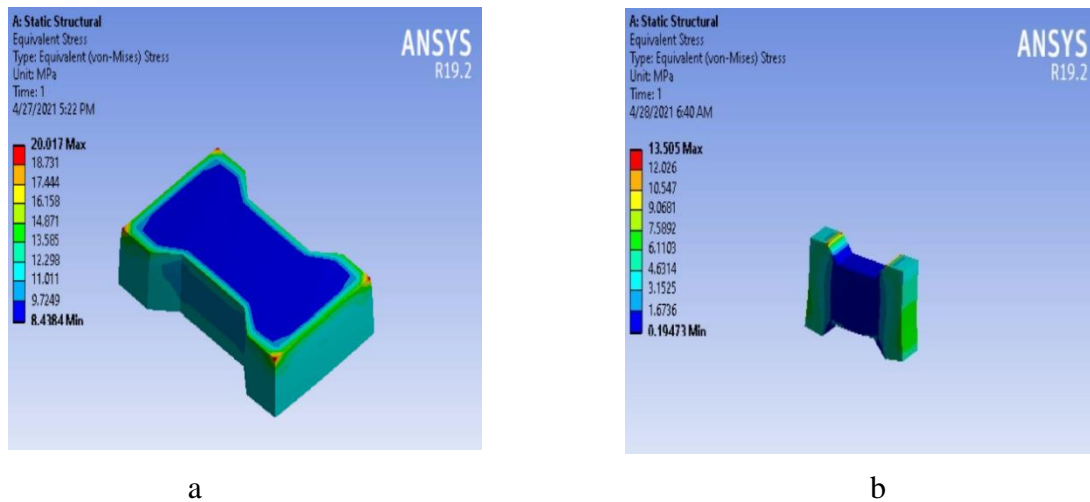 A: Static Structural
Equivalent Stress
Type: Equivalent (von-Mises) Stress
Unit: MPa
Time: 1
4/27/2021 5:22 PM
ANSYS
R19.2
20.017 Max
18.731
17.444
16.158
14.871
13.585
12.298
11.011
9.7249
8.4384 Min
a
A: Static Structural
Equivalent Stress
Type: Equivalent (von-Mises) Stress
Unit: MPa
Time: 1
4/28/2021 6:40 AM
ANSYS
R19.2
13.505 Max
12.026
10.547
9.0681
7.5892
6.1103
4.6314
3.1525
1.6736
0.19473 Min
b